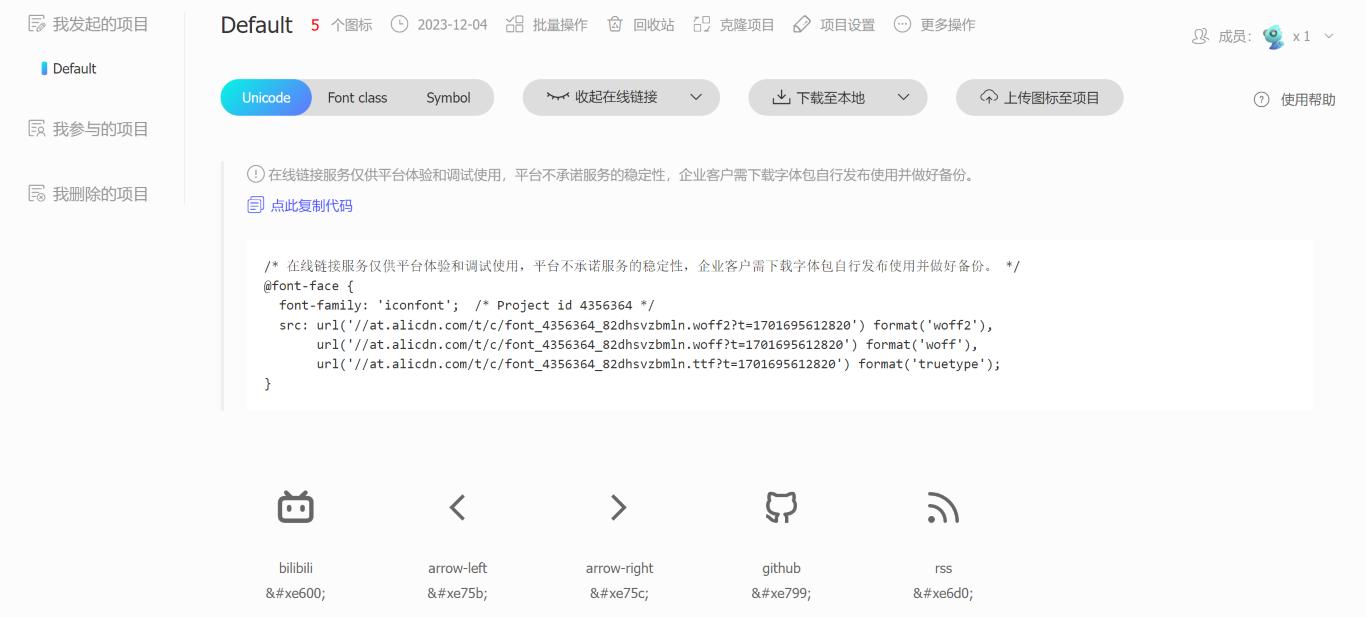 我发起的项目
Default
我参与的项目
我删除的项目
Default 5 个图标 2023-12-04 批量操作 回收站 克隆项目 项目设置 更多操作
成员： x 1
Unicode Font class Symbol 收起在线链接 下载至本地 上传图标至项目 使用帮助
在线链接服务仅供平台体验和调试使用，平台不承诺服务的稳定性，企业客户需下载字体包自行发布使用并做好备份。
点此复制代码
/* 在线链接服务仅供平台体验和调试使用，平台不承诺服务的稳定性，企业客户需下载字体包自行发布使用并做好备份。 */
@font-face {
  font-family: 'iconfont';  /* Project id 4356364 */
  src: url('//at.alicdn.com/t/c/font_4356364_82dhsvzbmln.woff2?t=1701695612820') format('woff2'),
       url('//at.alicdn.com/t/c/font_4356364_82dhsvzbmln.woff?t=1701695612820') format('woff'),
       url('//at.alicdn.com/t/c/font_4356364_82dhsvzbmln.ttf?t=1701695612820') format('truetype');
}
bilibili arrow-left arrow-right github rss
&#xe600; &#xe75b; &#xe75c; &#xe799; &#xe6d0;